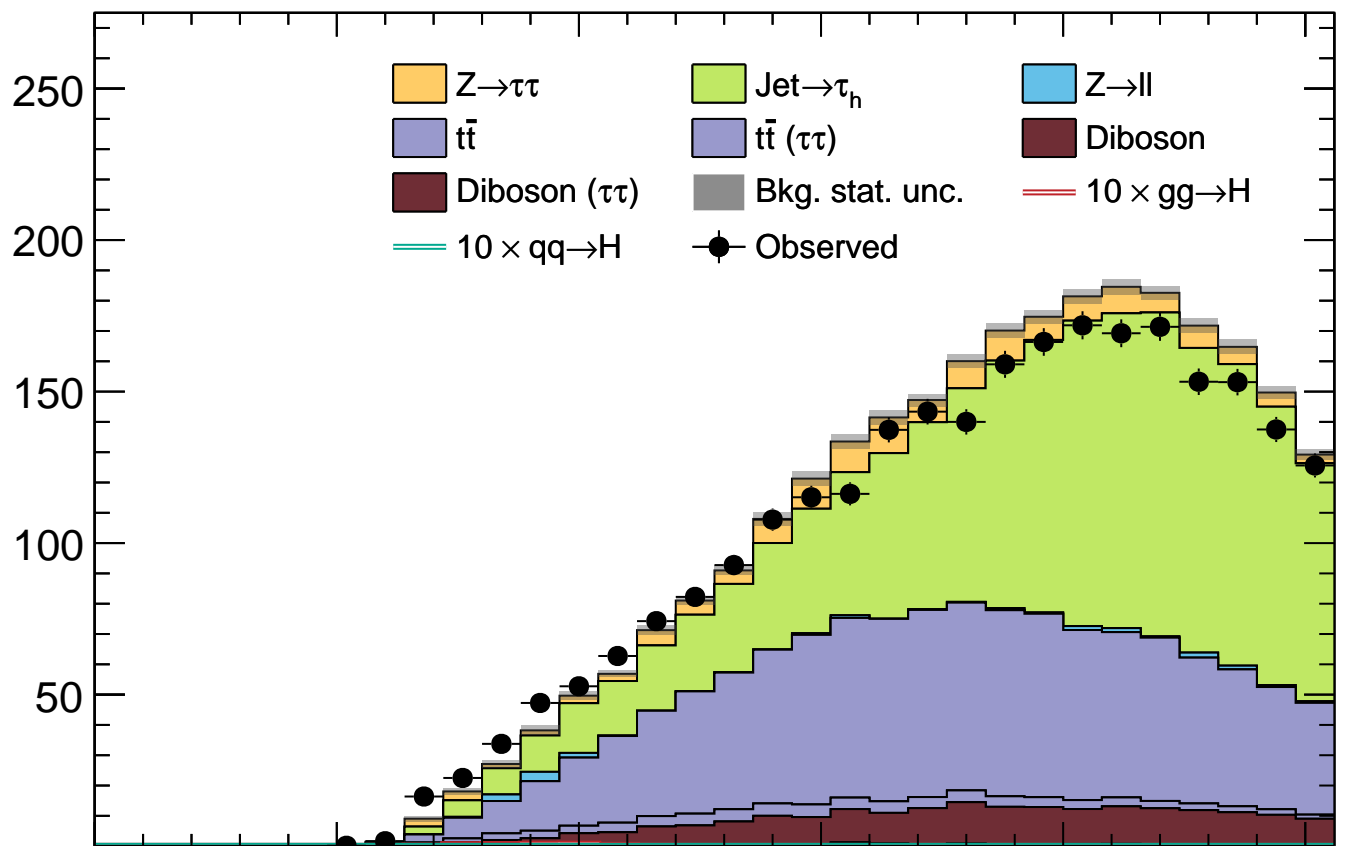 250
200
150
100
50
Z→ττ Jet→τh Z→ll
tt̄ tt̄ (ττ) Diboson
Diboson (ττ) Bkg. stat. unc. 10 × gg→H
10 × qq→H Observed